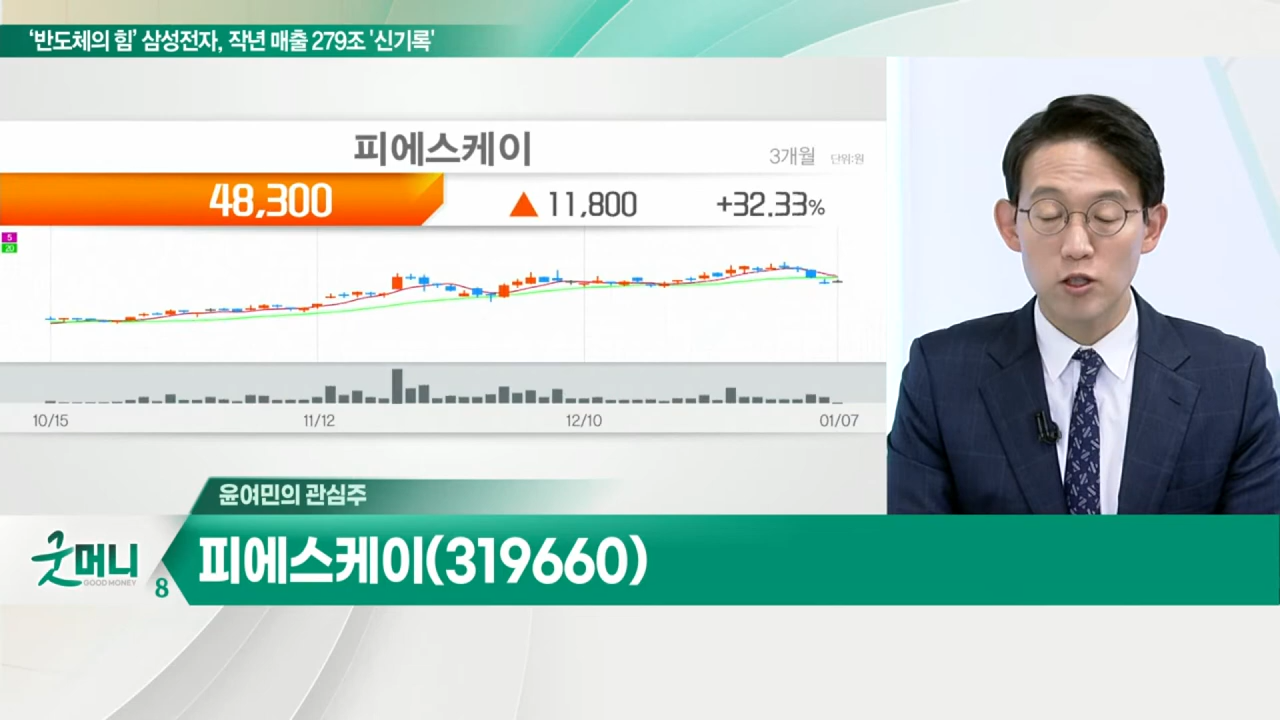 ‘반도체의 힘’ 삼성전자, 작년 매출 279조 '신기록'
피에스케이
3개월 단위:원
48,300 ▲ 11,800 +32.33%
5
20
10/15 11/12 12/10 01/07
윤여민의 관심주
굿머니
GOOD MONEY
8
피에스케이(319660)